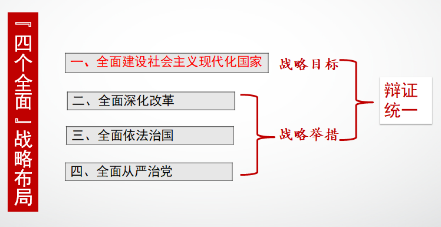 『四个全面』战略布局
一、全面建设社会主义现代化国家
战略目标
二、全面深化改革
三、全面依法治国
四、全面从严治党
战略举措
辩证
统一